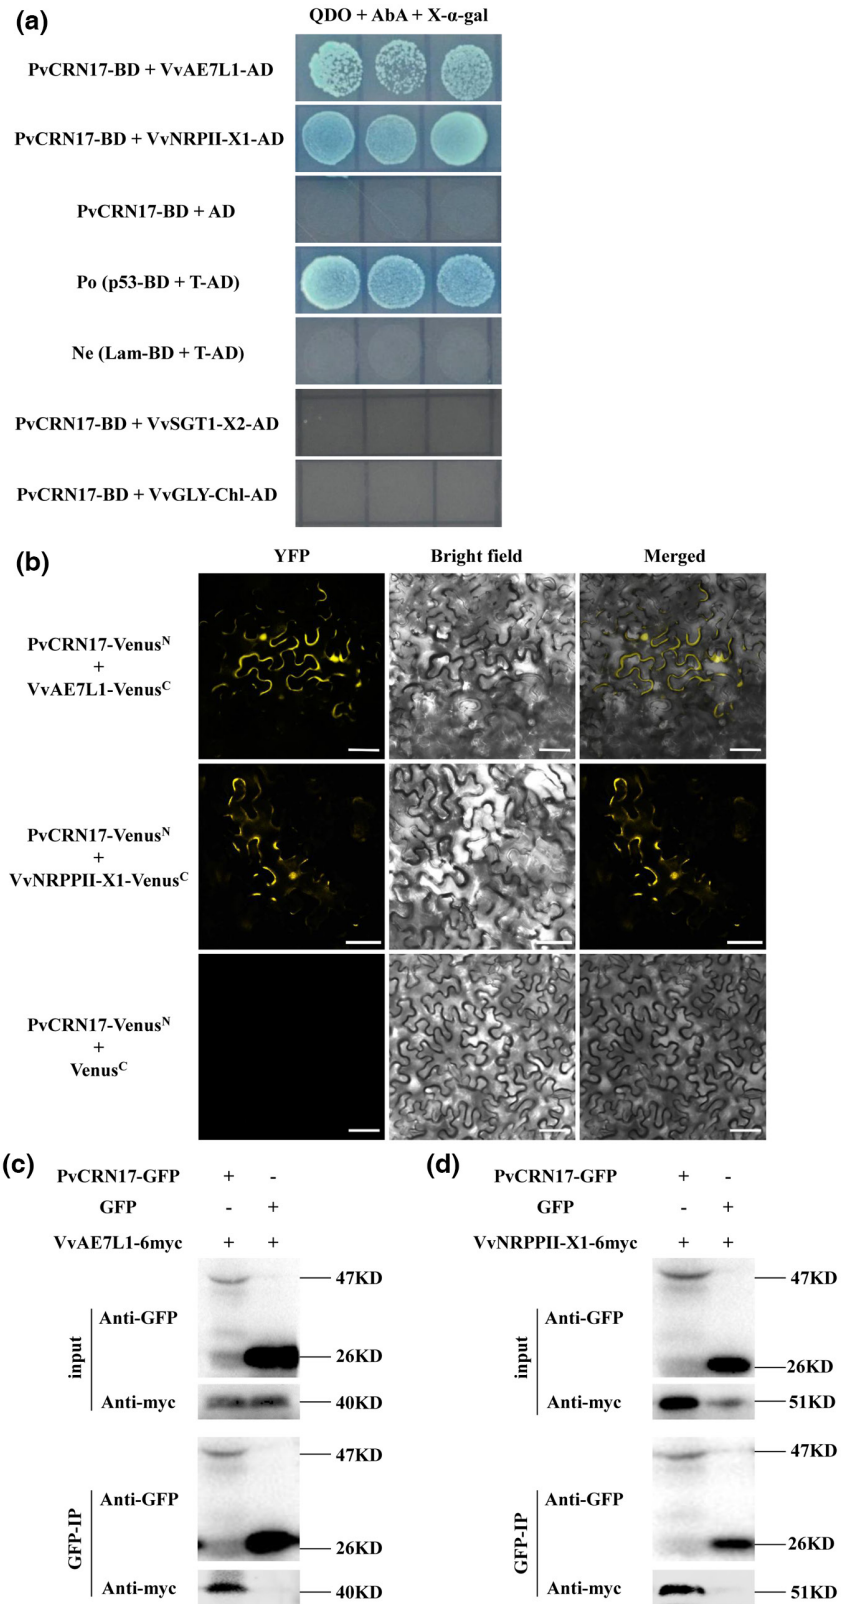 (a)
QDO + AbA + X-α-gal
PvCRN17-BD + VvAE7L1-AD
PvCRN17-BD + VvNRPII-X1-AD
PvCRN17-BD + AD
Po (p53-BD + T-AD)
Ne (Lam-BD + T-AD)
PvCRN17-BD + VvSGT1-X2-AD
PvCRN17-BD + VvGLY-Chl-AD
(b)
YFP Bright field Merged
PvCRN17-Venusᴺ
+
VvAE7L1-Venusᶜ
PvCRN17-Venusᴺ
+
VvNRPPII-X1-Venusᶜ
PvCRN17-Venusᴺ
+
Venusᶜ
(c)
PvCRN17-GFP + -
GFP - +
VvAE7L1-6myc + +
input
Anti-GFP
47KD
26KD
Anti-myc
40KD
GFP-IP
Anti-GFP
47KD
26KD
Anti-myc
40KD
(d)
PvCRN17-GFP + -
GFP - +
VvNRPPII-X1-6myc + +
input
Anti-GFP
47KD
26KD
Anti-myc
51KD
GFP-IP
Anti-GFP
47KD
26KD
Anti-myc
51KD